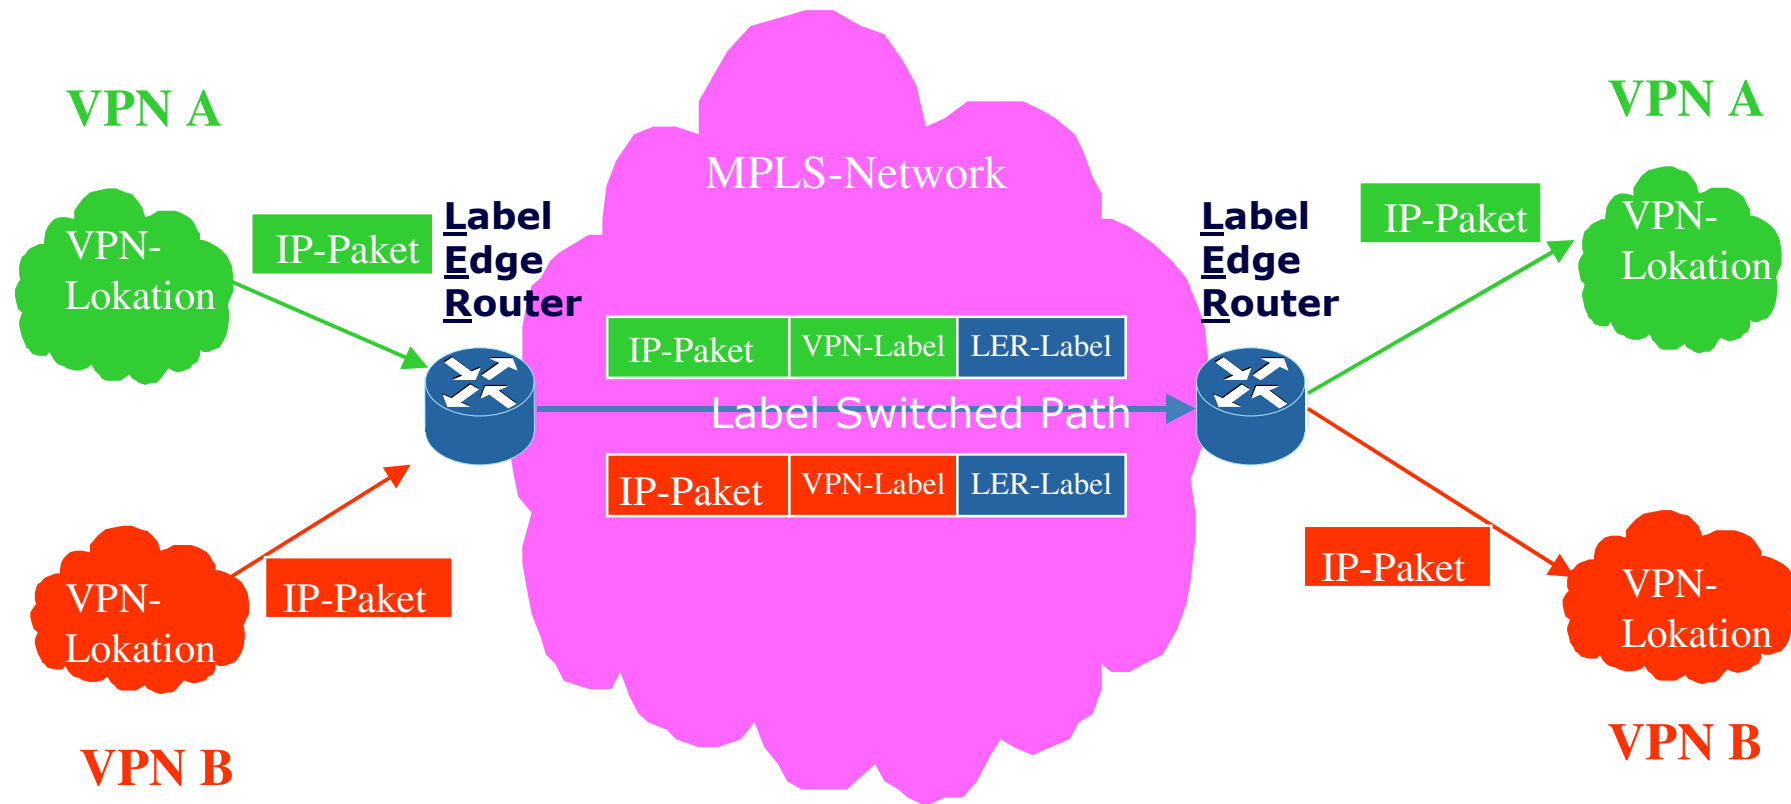 VPN A
VPN-
Lokation
IP-Paket
Label
Edge
Router
MPLS-Network
IP-Paket VPN-Label LER-Label
Label Switched Path
IP-Paket VPN-Label LER-Label
Label
Edge
Router
IP-Paket
VPN A
VPN-
Lokation
VPN-
Lokation
IP-Paket
VPN B
IP-Paket
VPN-
Lokation
VPN B